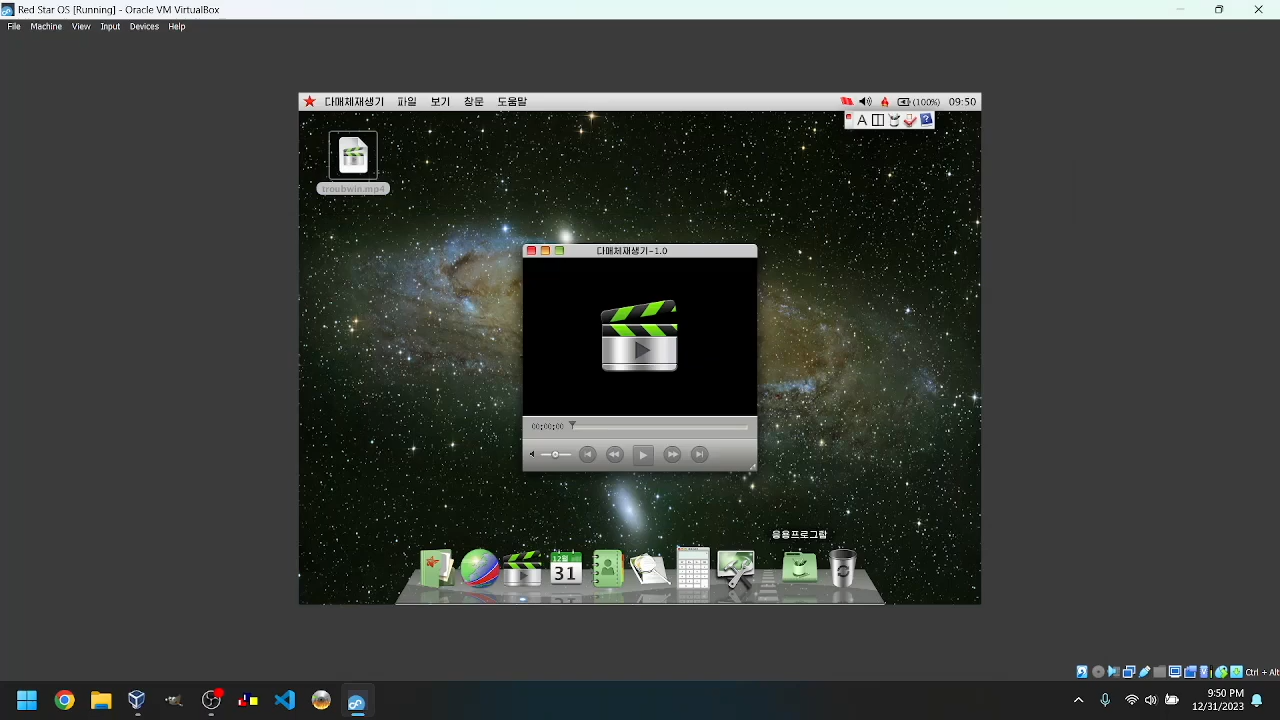 Red Star OS [Running] - Oracle VM VirtualBox
File Machine View Input Devices Help
다매체재생기 파일 보기 창문 도움말
(100%) 09:50
A
troubwin.mp4
다매체재생기-1.0
00:00:00
응용프로그람
12월
31
Ctrl + Alt
9:50 PM
12/31/2023